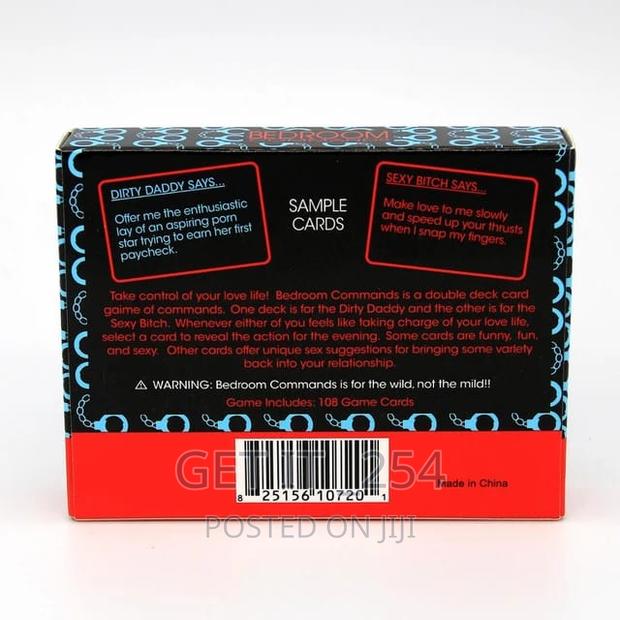 BEDROOM
DIRTY DADDY SAYS...
Offer me the enthusiastic
lay of an aspiring porn
star trying to earn her first
paycheck.
SAMPLE
CARDS
SEXY BITCH SAYS...
Make love to me slowly
and speed up your thrusts
when I snap my fingers.
Take control of your love life! Bedroom Commands is a double deck card
gaime of commands. One deck is for the Dirty Daddy and the other is for the
Sexy Bitch. Whenever either of you feels like taking charge of your love life,
select a card to reveal the action for the evening. Some cards are funny, fun,
and sexy. Other cards offer unique sex suggestions for bringing some variety
back into your relationship.
⚠ WARNING: Bedroom Commands is for the wild, not the mild!!
Game Includes: 108 Game Cards
GET IT 254
8 25156 10720 1
Made in China
POSTED ON JIJI